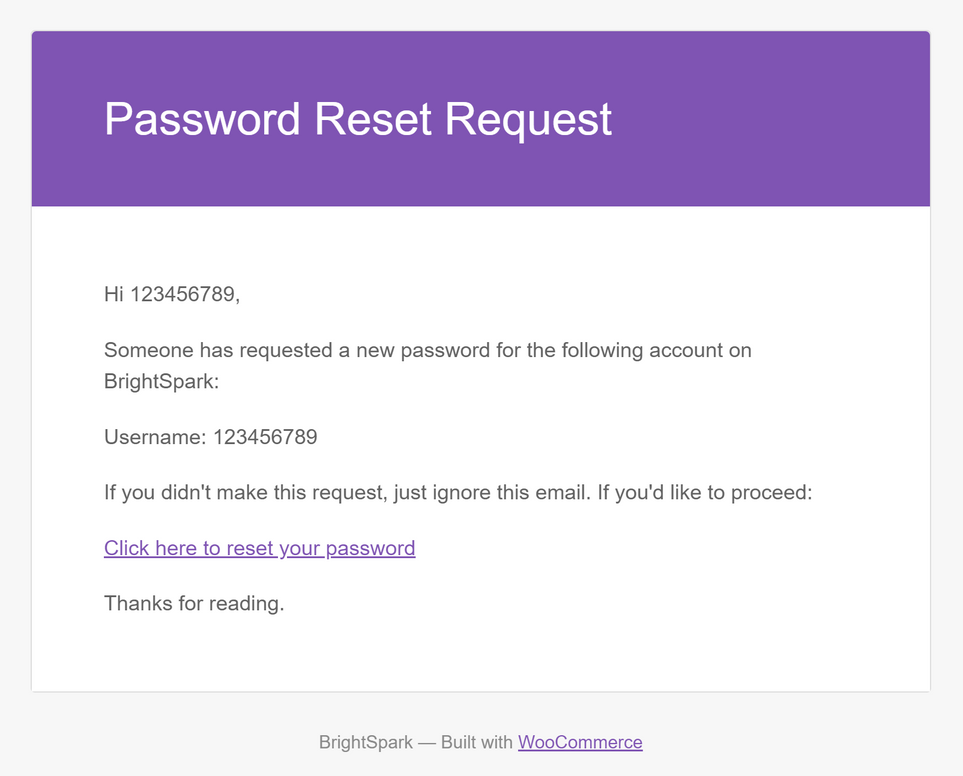 Password Reset Request
Hi 123456789,
Someone has requested a new password for the following account on
BrightSpark:
Username: 123456789
If you didn't make this request, just ignore this email. If you'd like to proceed:
Click here to reset your password
Thanks for reading.
BrightSpark — Built with WooCommerce